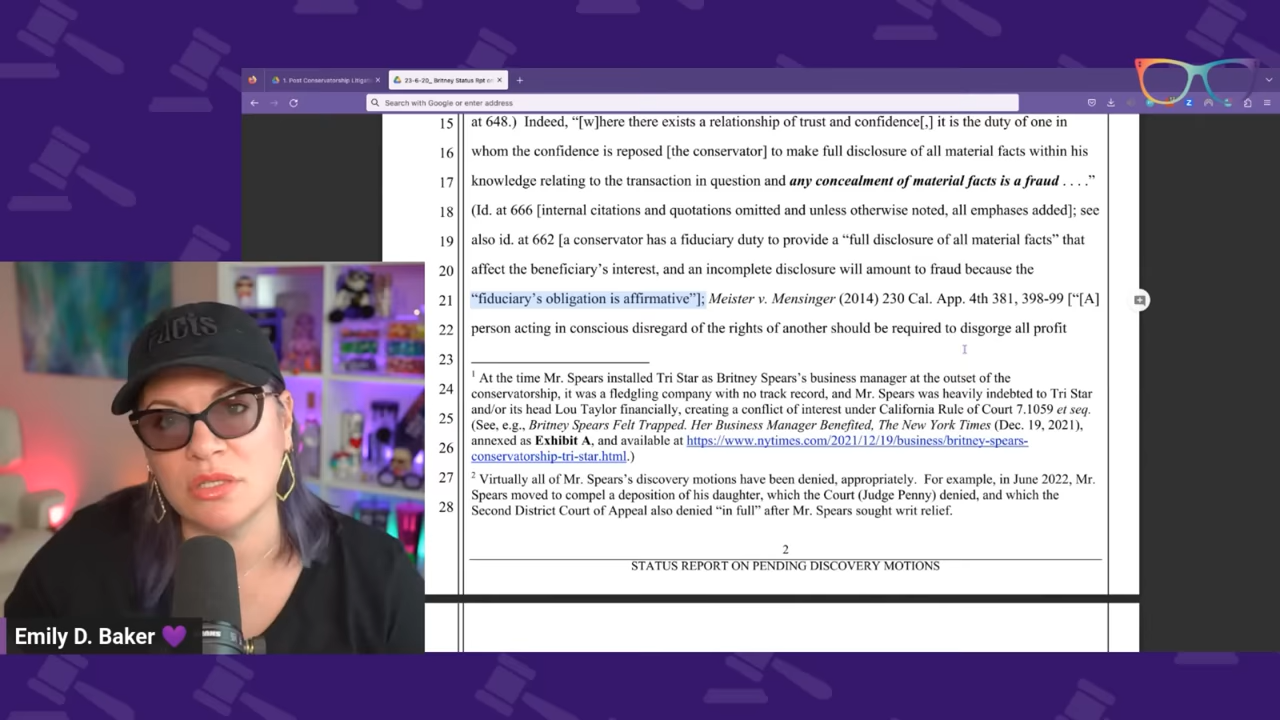 1. Post Conservatorship Litigati
23-6-20_ Britney Status Rpt o
Search with Google or enter address
15 at 648.) Indeed, “[w]here there exists a relationship of trust and confidence[,] it is the duty of one in
16 whom the confidence is reposed [the conservator] to make full disclosure of all material facts within his
17 knowledge relating to the transaction in question and any concealment of material facts is a fraud . . . .”
18 (Id. at 666 [internal citations and quotations omitted and unless otherwise noted, all emphases added]; see
19 also id. at 662 [a conservator has a fiduciary duty to provide a “full disclosure of all material facts” that
20 affect the beneficiary’s interest, and an incomplete disclosure will amount to fraud because the
21 “fiduciary’s obligation is affirmative”]; Meister v. Mensinger (2014) 230 Cal. App. 4th 381, 398-99 [“[A]
22 person acting in conscious disregard of the rights of another should be required to disgorge all profit
23
1 At the time Mr. Spears installed Tri Star as Britney Spears’s business manager at the outset of the
24 conservatorship, it was a fledgling company with no track record, and Mr. Spears was heavily indebted to Tri Star
25 and/or its head Lou Taylor financially, creating a conflict of interest under California Rule of Court 7.1059 et seq.
(See, e.g., Britney Spears Felt Trapped. Her Business Manager Benefited, The New York Times (Dec. 19, 2021),
26 annexed as Exhibit A, and available at https://www.nytimes.com/2021/12/19/business/britney-spears-
conservatorship-tri-star.html.)
27 2 Virtually all of Mr. Spears’s discovery motions have been denied, appropriately. For example, in June 2022, Mr.
Spears moved to compel a deposition of his daughter, which the Court (Judge Penny) denied, and which the
28 Second District Court of Appeal also denied “in full” after Mr. Spears sought writ relief.
2
STATUS REPORT ON PENDING DISCOVERY MOTIONS
facts
Emily D. Baker 💜